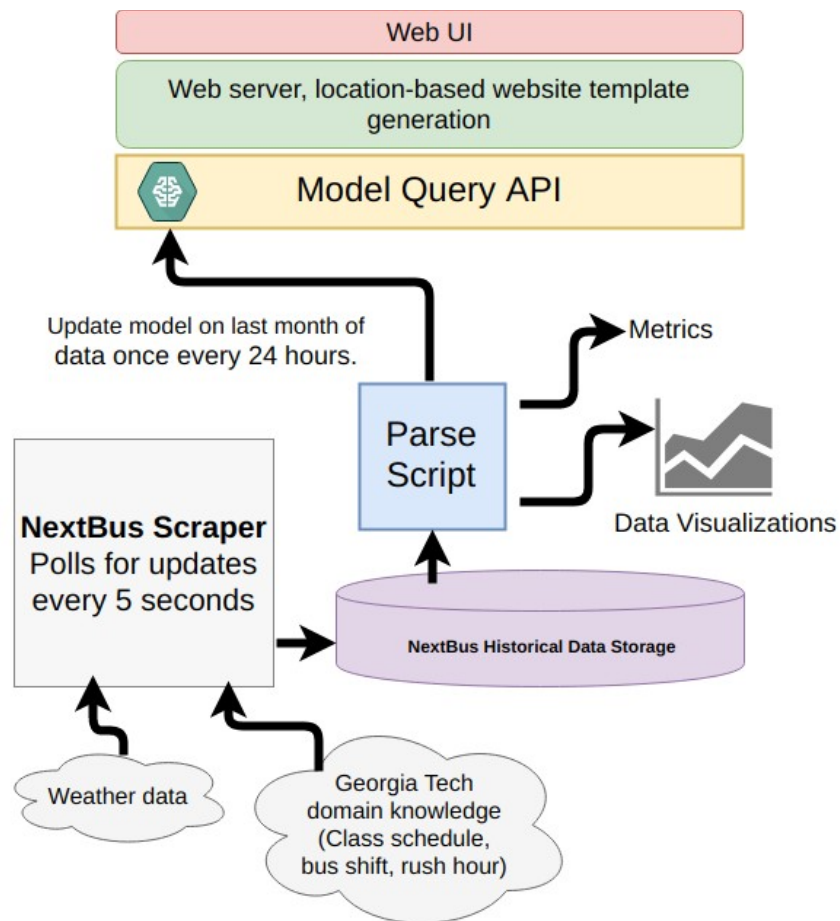 Web UI
Web server, location-based website template
generation
Model Query API
Update model on last month of
data once every 24 hours.
Metrics
Parse
Script
Data Visualizations
NextBus Scraper
Polls for updates
every 5 seconds
NextBus Historical Data Storage
Weather data
Georgia Tech
domain knowledge
(Class schedule,
bus shift, rush hour)